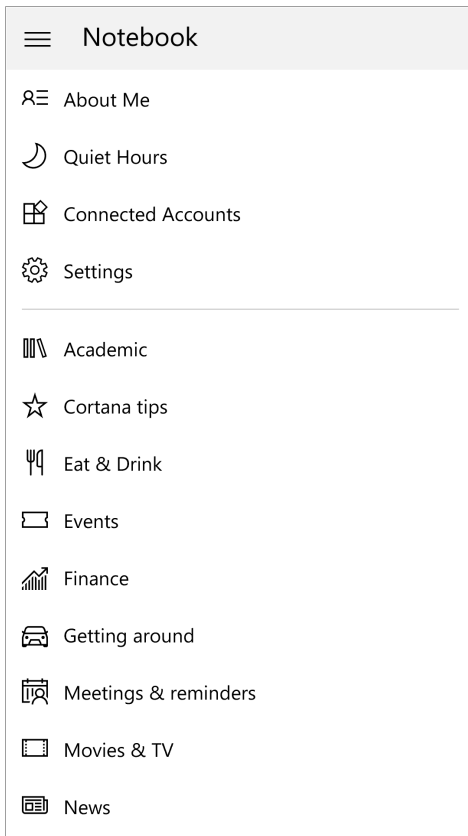 Notebook
About Me
Quiet Hours
Connected Accounts
Settings
Academic
Cortana tips
Eat & Drink
Events
Finance
Getting around
Meetings & reminders
Movies & TV
News